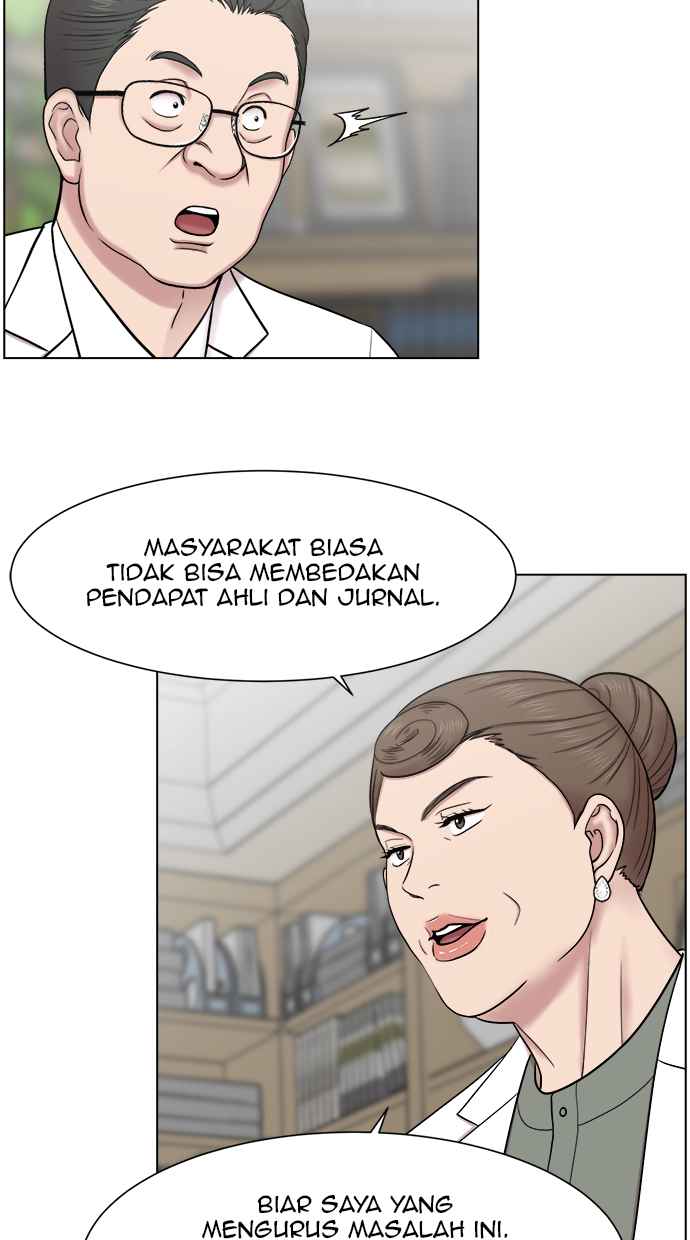 MASYARAKAT BIASA
TIDAK BISA MEMBEDAKAN
PENDAPAT AHLI DAN JURNAL.
BIAR SAYA YANG
MENGURUS MASALAH INI.